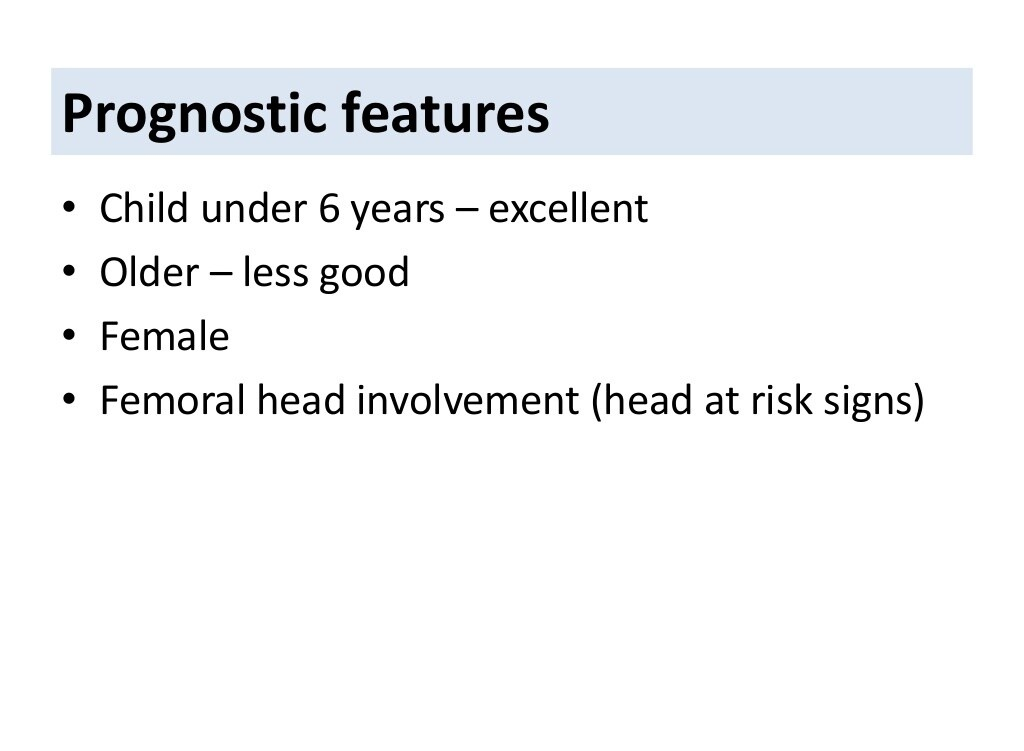 Prognostic features
• Child under 6 years – excellent
• Older – less good
• Female
• Femoral head involvement (head at risk signs)